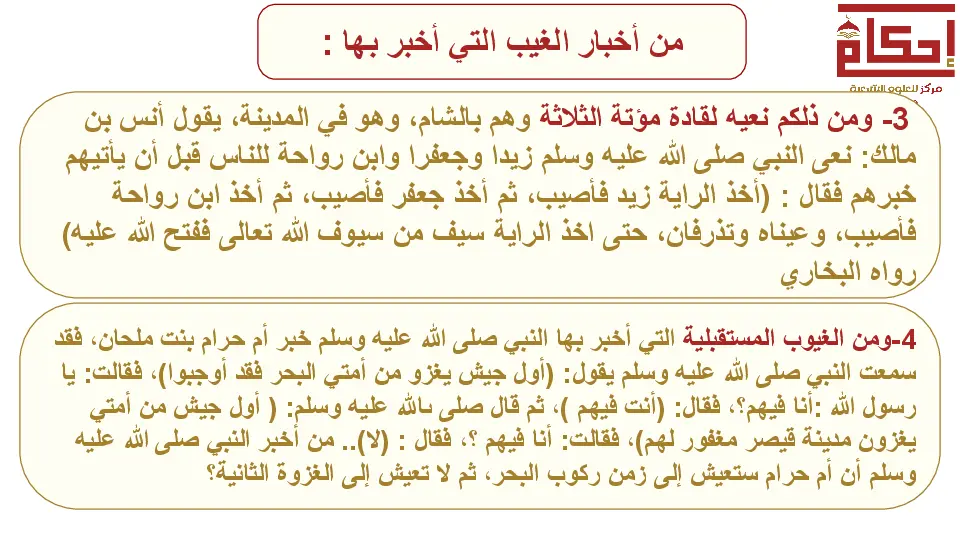 من أخبار الغيب التي أخبر بها :
إحكام
مركز للعلوم الشرعية
3- ومن ذلكم نعيه لقادة مؤتة الثلاثة وهم بالشام، وهو في المدينة، يقول أنس بن
مالك: نعى النبي صلى الله عليه وسلم زيدا وجعفرا وابن رواحة للناس قبل أن يأتيهم
خبرهم فقال : (أخذ الراية زيد فأصيب، ثم أخذ جعفر فأصيب، ثم أخذ ابن رواحة
فأصيب، وعيناه وتذرفان، حتى اخذ الراية سيف من سيوف الله تعالى ففتح الله عليه)
رواه البخاري
4-ومن الغيوب المستقبلية التي أخبر بها النبي صلى الله عليه وسلم خبر أم حرام بنت ملحان، فقد
سمعت النبي صلى الله عليه وسلم يقول: (أول جيش يغزو من أمتي البحر فقد أوجبوا)، فقالت: يا
رسول الله :أنا فيهم؟، فقال: (أنت فيهم )، ثم قال صلى الله عليه وسلم: ( أول جيش من أمتي
يغزون مدينة قيصر مغفور لهم)، فقالت: أنا فيهم ؟، فقال : (لا).. من أخبر النبي صلى الله عليه
وسلم أن أم حرام ستعيش إلى زمن ركوب البحر، ثم لا تعيش إلى الغزوة الثانية؟